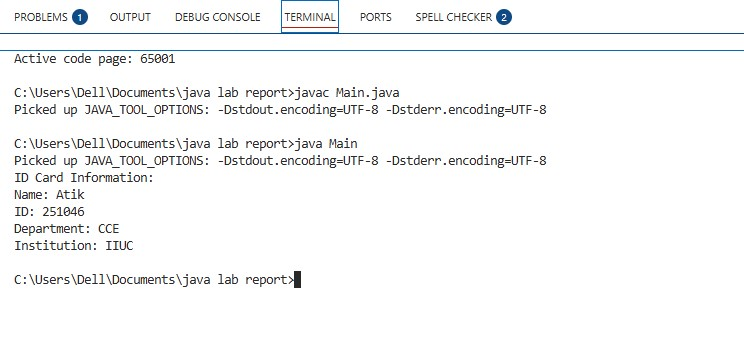 PROBLEMS 1 OUTPUT DEBUG CONSOLE TERMINAL PORTS SPELL CHECKER 2
Active code page: 65001
C:\Users\Dell\Documents\java lab report>javac Main.java
Picked up JAVA_TOOL_OPTIONS: -Dstdout.encoding=UTF-8 -Dstderr.encoding=UTF-8
C:\Users\Dell\Documents\java lab report>java Main
Picked up JAVA_TOOL_OPTIONS: -Dstdout.encoding=UTF-8 -Dstderr.encoding=UTF-8
ID Card Information:
Name: Atik
ID: 251046
Department: CCE
Institution: IIUC
C:\Users\Dell\Documents\java lab report>